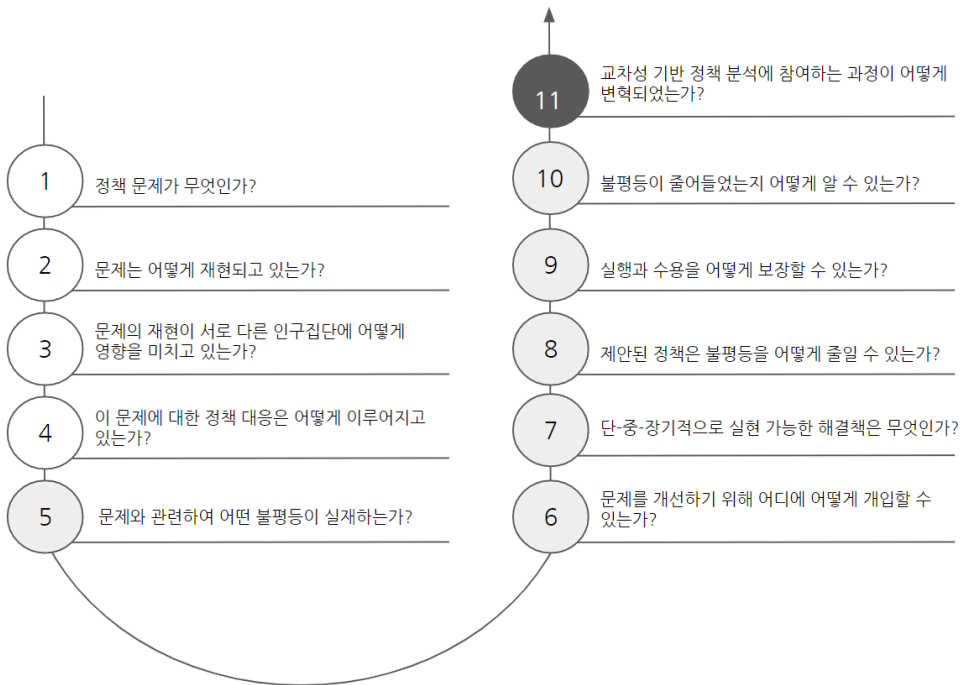 1
정책 문제가 무엇인가?
2
문제는 어떻게 재현되고 있는가?
3
문제의 재현이 서로 다른 인구집단에 어떻게
영향을 미치고 있는가?
4
이 문제에 대한 정책 대응은 어떻게 이루어지고
있는가?
5
문제와 관련하여 어떤 불평등이 실재하는가?
6
문제를 개선하기 위해 어디에 어떻게 개입할 수
있는가?
7
단-중-장기적으로 실현 가능한 해결책은 무엇인가?
8
제안된 정책은 불평등을 어떻게 줄일 수 있는가?
9
실행과 수용을 어떻게 보장할 수 있는가?
10
불평등이 줄어들었는지 어떻게 알 수 있는가?
11
교차성 기반 정책 분석에 참여하는 과정이 어떻게
변혁되었는가?